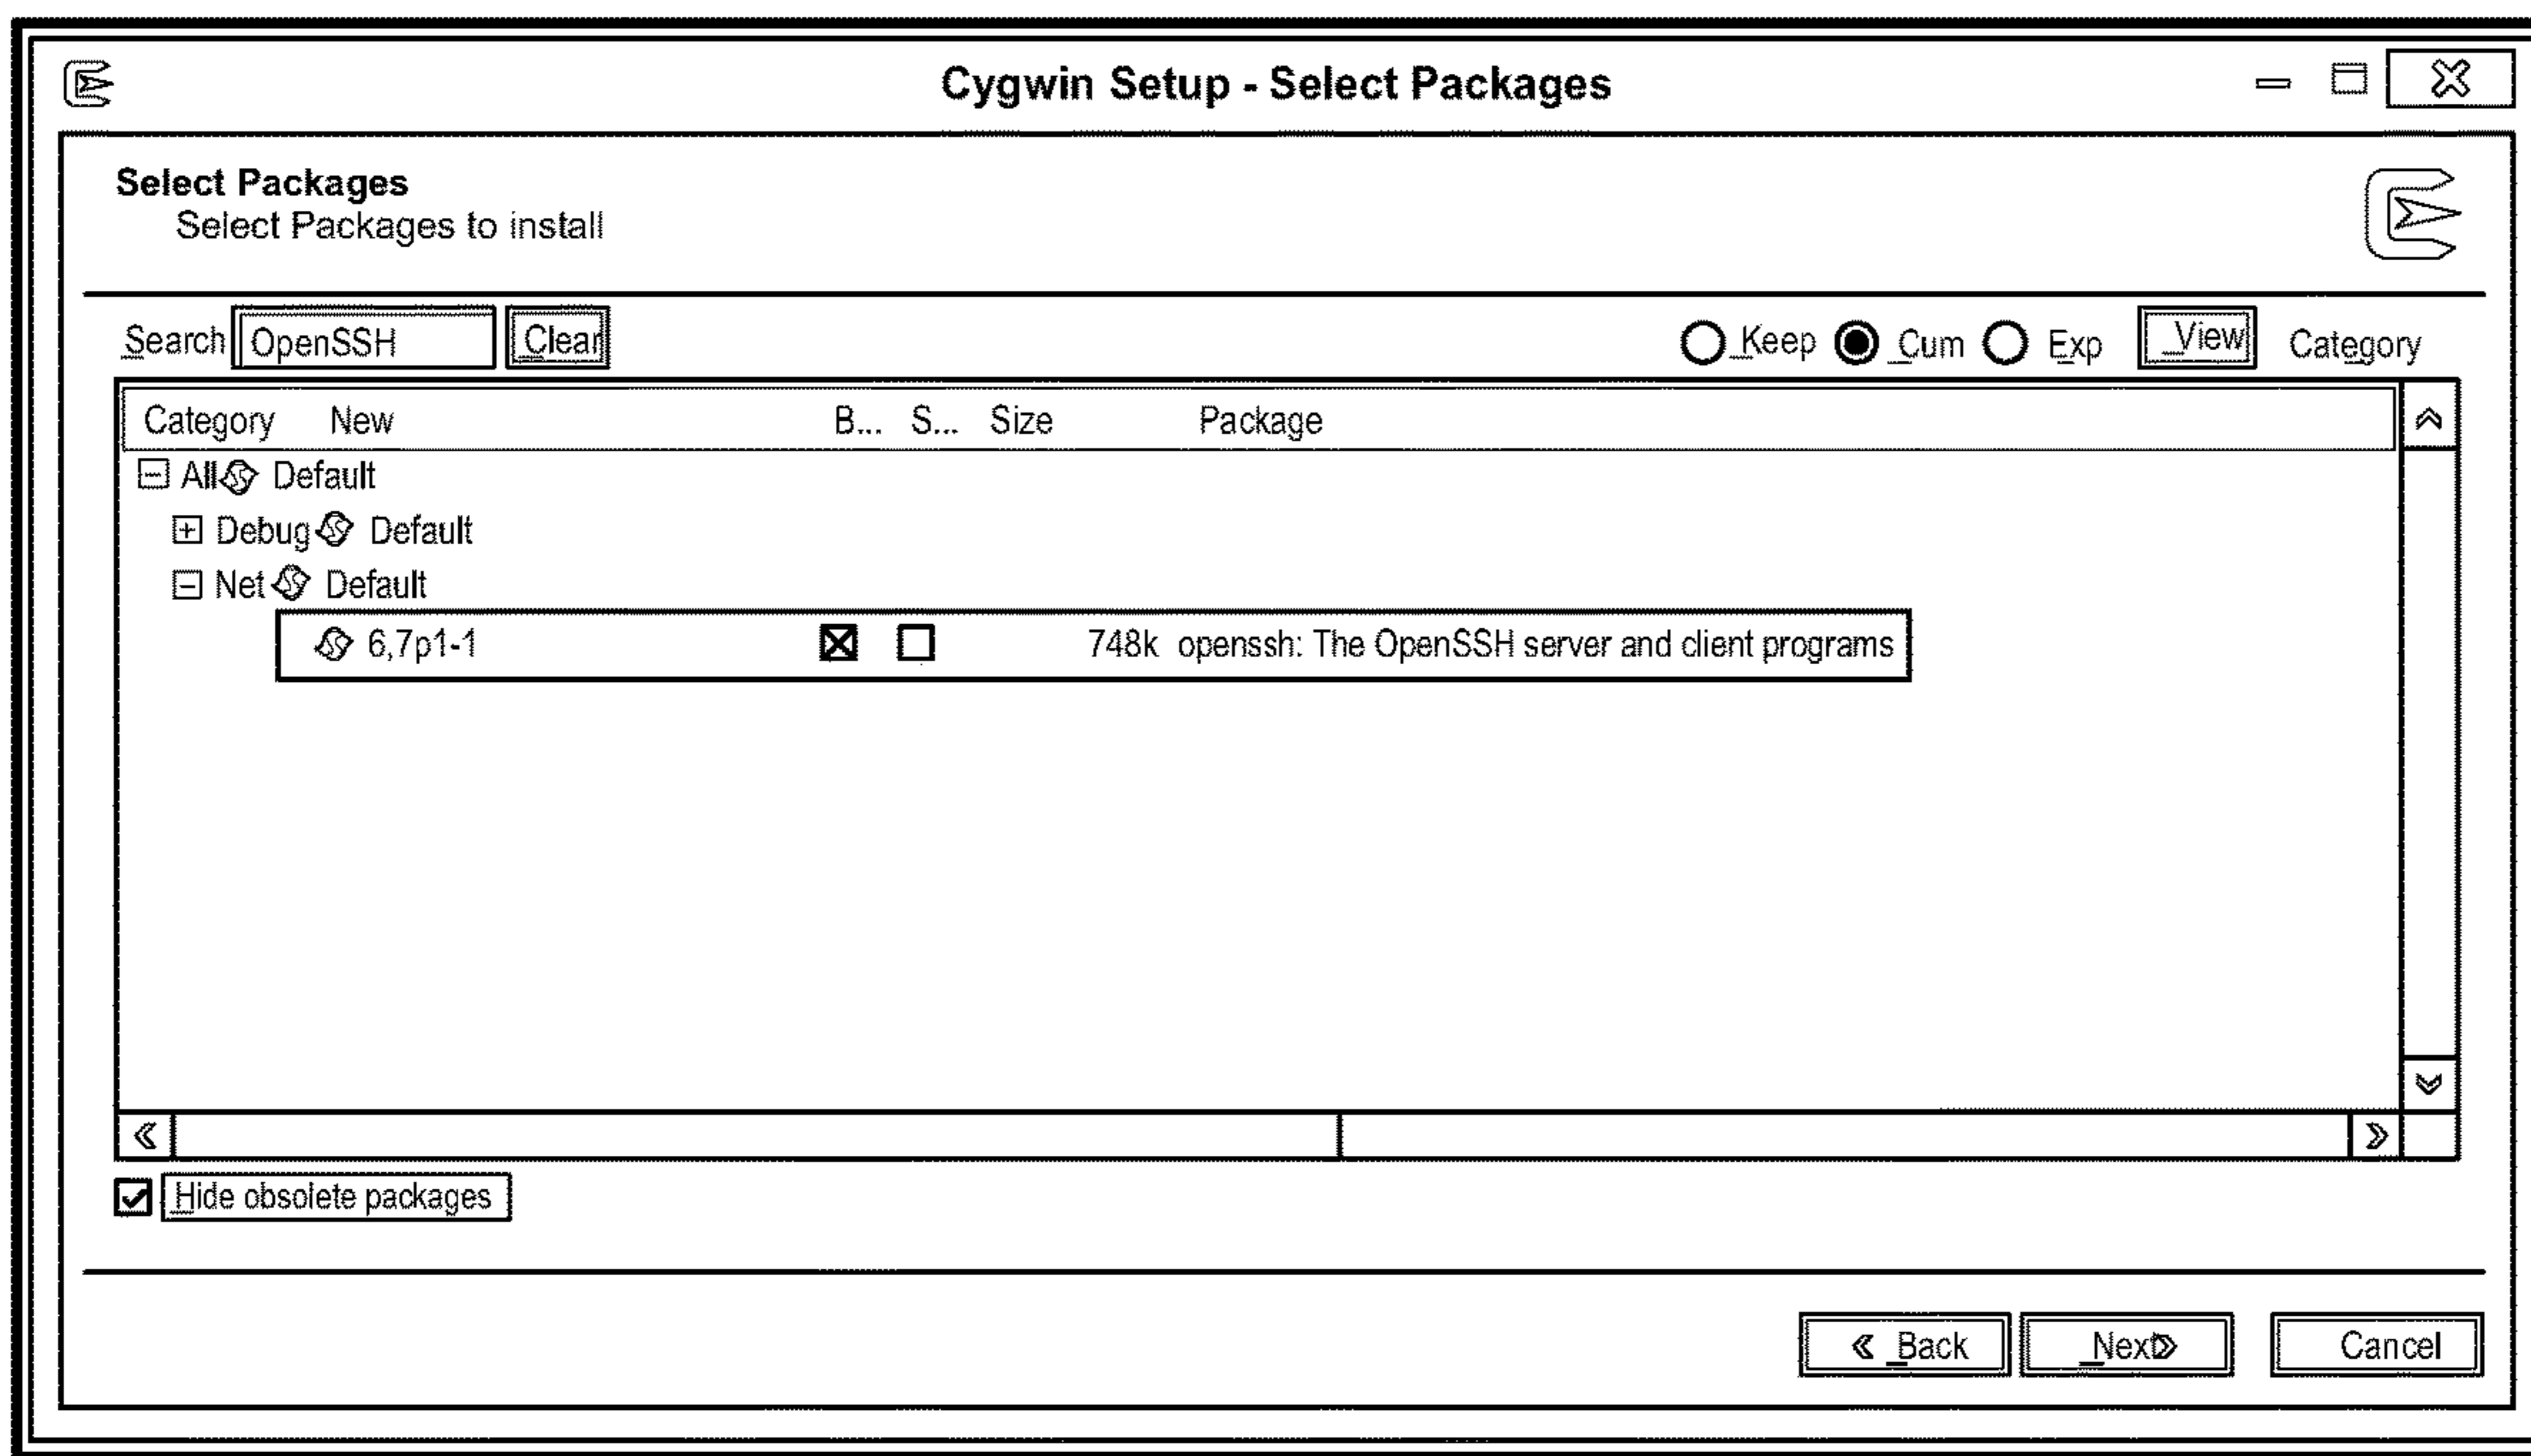 Cygwin Setup - Select Packages
Select Packages
Select Packages to install
Search OpenSSH Clear Keep Cum Exp View Category
Category New B... S... Size Package
All Default
Debug Default
Net Default
6,7p1-1 748k openssh: The OpenSSH server and client programs
Hide obsolete packages
Back Next Cancel